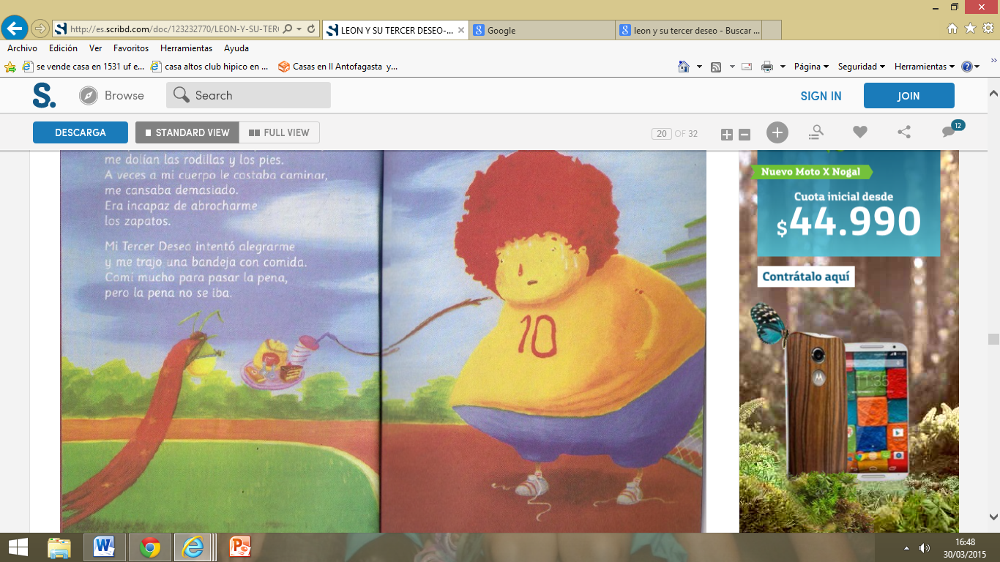 http://es.scribd.com/doc/123232770/LEON-Y-SU-TER
LEON Y SU TERCER DESEO-...
Google
leon y su tercer deseo - Buscar ...
Archivo Edición Ver Favoritos Herramientas Ayuda
se vende casa en 1531 uf e...
casa altos club hipico en ...
Casas en II Antofagasta y...
Página
Seguridad
Herramientas
S.
Browse
Search
SIGN IN
JOIN
DESCARGA
STANDARD VIEW
FULL VIEW
20 OF 32
12
me dolían las rodillas y los pies.
A veces a mi cuerpo le costaba caminar,
me cansaba demasiado.
Era incapaz de abrocharme
los zapatos.
Mi Tercer Deseo intentó alegrarme
y me trajo una bandeja con comida.
Comí mucho para pasar la pena,
pero la pena no se iba.
10
Nuevo Moto X Nogal
Cuota inicial desde
$44.990
Contrátalo aquí
11:35
16:48
30/03/2015